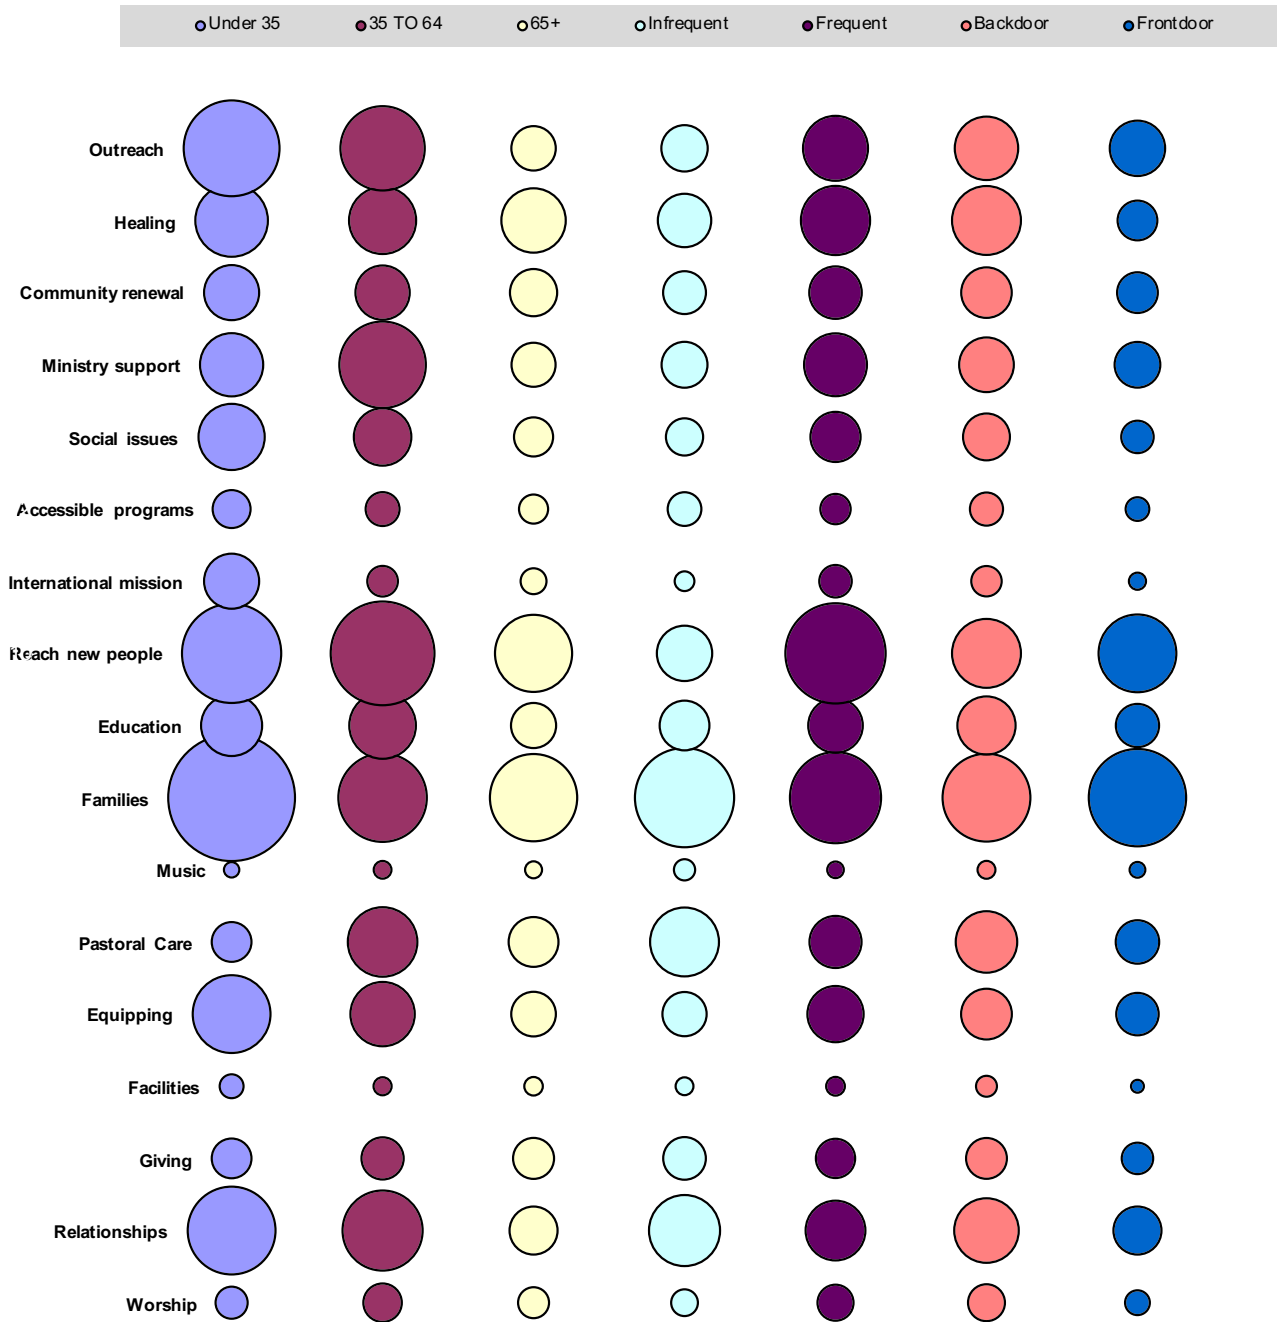 Under 35 35 TO 64 65+ Infrequent Frequent Backdoor Frontdoor
Outreach
Healing
Community renewal
Ministry support
Social issues
Accessible programs
International mission
Reach new people
Education
Families
Music
Pastoral Care
Equipping
Facilities
Giving
Relationships
Worship